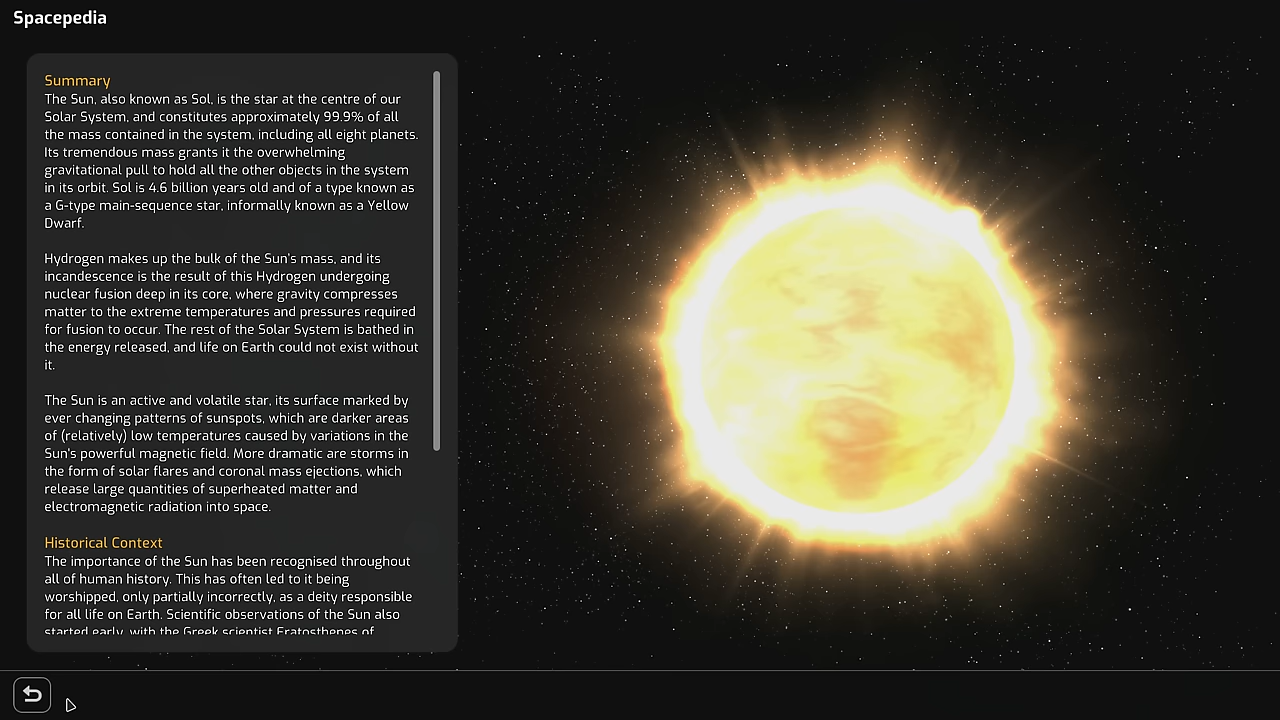 Spacepedia
Summary
The Sun, also known as Sol, is the star at the centre of our
Solar System, and constitutes approximately 99.9% of all
the mass contained in the system, including all eight planets.
Its tremendous mass grants it the overwhelming
gravitational pull to hold all the other objects in the system
in its orbit. Sol is 4.6 billion years old and of a type known as
a G-type main-sequence star, informally known as a Yellow
Dwarf.
Hydrogen makes up the bulk of the Sun's mass, and its
incandescence is the result of this Hydrogen undergoing
nuclear fusion deep in its core, where gravity compresses
matter to the extreme temperatures and pressures required
for fusion to occur. The rest of the Solar System is bathed in
the energy released, and life on Earth could not exist without
it.
The Sun is an active and volatile star, its surface marked by
ever changing patterns of sunspots, which are darker areas
of (relatively) low temperatures caused by variations in the
Sun's powerful magnetic field. More dramatic are storms in
the form of solar flares and coronal mass ejections, which
release large quantities of superheated matter and
electromagnetic radiation into space.
Historical Context
The importance of the Sun has been recognised throughout
all of human history. This has often led to it being
worshipped, only partially incorrectly, as a deity responsible
for all life on Earth. Scientific observations of the Sun also
started early, with the Greek scientist Eratosthenes of